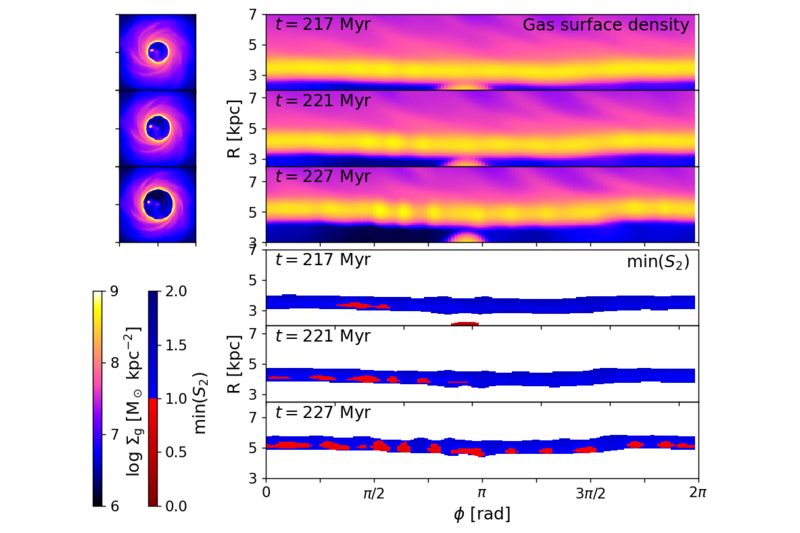 7
t = 217 Myr
Gas surface density
5
3
7
t = 221 Myr
R [kpc]
5
3
7
t = 227 Myr
5
3
7
t = 217 Myr
min(S₂)
5
3
7
t = 221 Myr
R [kpc]
5
3
7
t = 227 Myr
5
3
0
π/2
π
3π/2
2π
ϕ [rad]
9
8
7
6
log Σg [M⊙ kpc⁻²]
2.0
1.5
1.0
0.5
0.0
min(S₂)